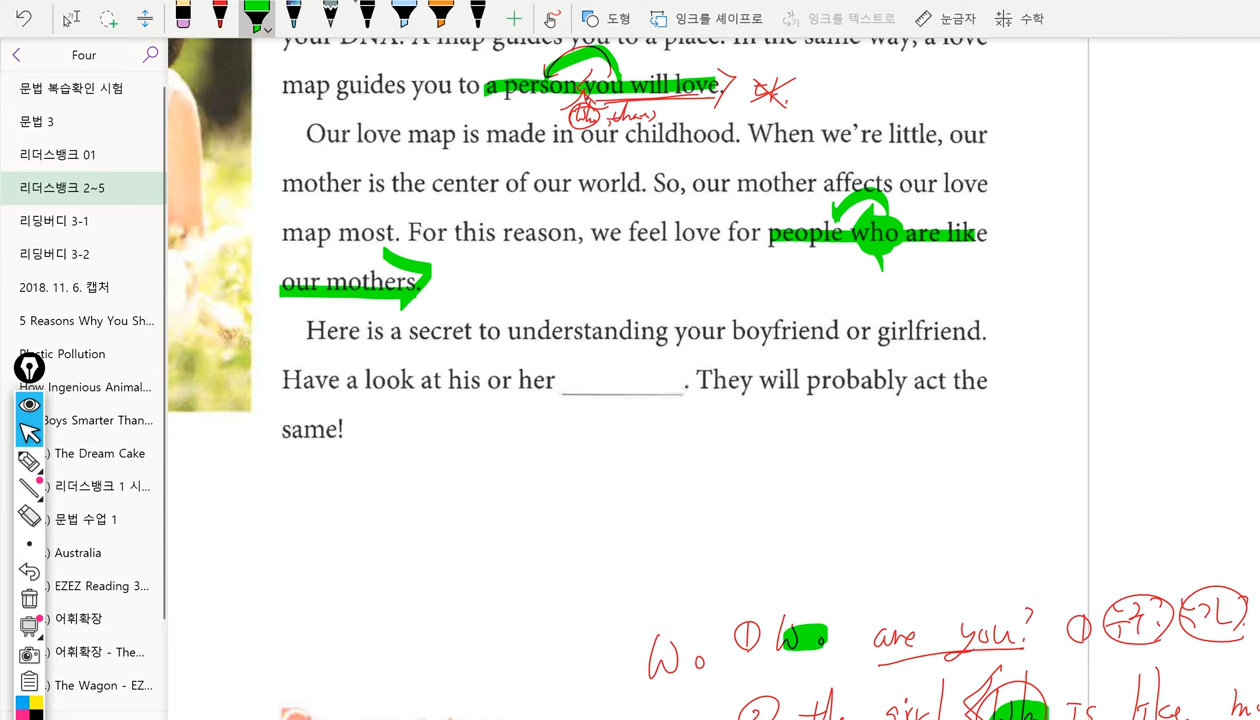 도형
잉크를 셰이프로
잉크를 텍스트로
눈금자
수학
Four
문법 복습확인 시험
문법 3
리더스뱅크 01
리더스뱅크 2~5
리딩버디 3-1
리딩버디 3-2
2018. 11. 6. 캡처
5 Reasons Why You Sh...
Plastic Pollution
How Ingenious Animal...
Boys Smarter Than...
.) The Dream Cake
.) 리더스뱅크 1 시...
.) 문법 수업 1
.) Australia
.) EZEZ Reading 3...
.) 어휘확장
.) 어휘확장 - The...
.) The Wagon - EZ...
your DNA. A map guides you to a place. In the same way, a love
map guides you to a person you will love.
who, that
Our love map is made in our childhood. When we're little, our
mother is the center of our world. So, our mother affects our love
map most. For this reason, we feel love for people who are like
our mothers.
Here is a secret to understanding your boyfriend or girlfriend.
Have a look at his or her ________. They will probably act the
same!
① W. are you? ①
W.
② the girl who is like m